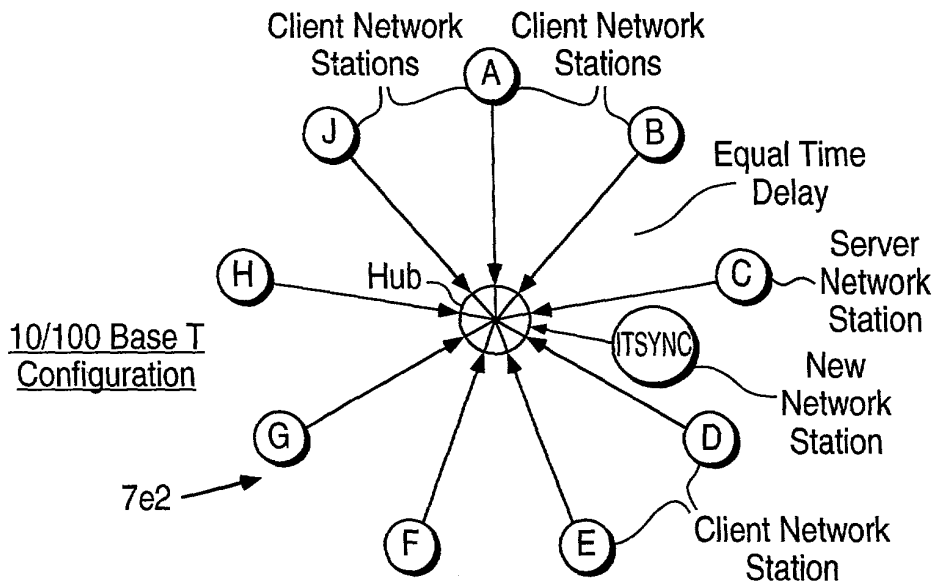 Client Network
Stations
Client Network
Stations
A
J
B
Equal Time
Delay
H
Hub
C
Server
Network
Station
ITSYNC
10/100 Base T
Configuration
New
Network
Station
G
D
7e2
F
E
Client Network
Station